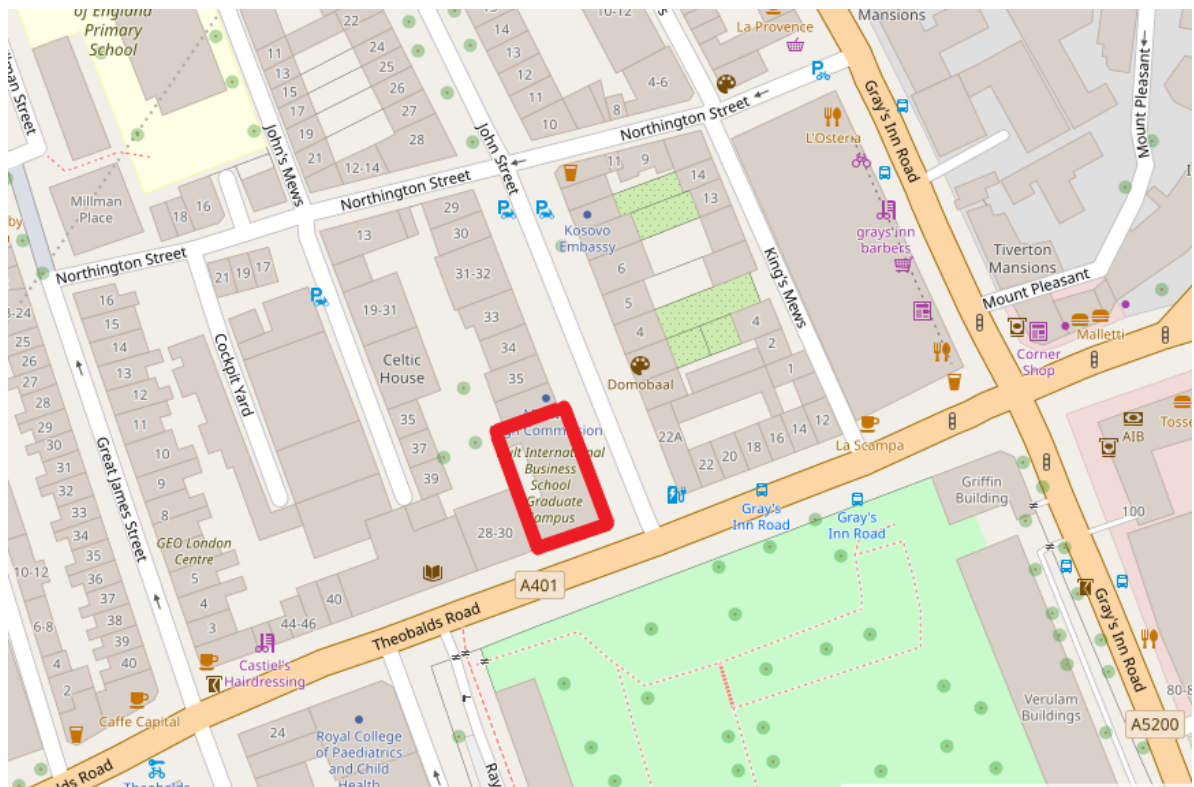 of England
Primary
School
22
24
26
27
28
11
13
15
17
19
21
12-14
John's Mews
14
13
12
11
10
10-12
4-6
8
La Provence
Mansions
Northington Street
John Street
Gray's Inn Road
L'Osteria
Mount Pleasant
Millman
Place
18
16
Northington Street
13
29
30
31-32
33
34
35
11
9
14
13
Kosovo
Embassy
6
5
4
grays inn
barbers
King's Mews
Tiverton
Mansions
Mount Pleasant
Northington Street
21
19
17
19-31
Celtic
House
35
37
39
Cockpit Yard
16
15
14
13
12
25
26
27
28
29
30
31
32
33
34
35
36
37
38
39
40
Great James Street
Domobaal
4
2
1
22A
22
20
18
16
14
12
La Scampa
Malletti
Corner
Shop
AIB
International
Business
School
Graduate
28-30
Gray's
Inn Road
Gray's
Inn Road
Griffin
Building
100
GEO London
Centre
8
5
4
3
10-12
6-8
4
2
44-46
40
A401
Theobalds Road
Castiel's
Hairdressing
Caffe Capital
24
Royal College
of Paediatrics
and Child
Health
Verulam
Buildings
Gray's Inn Road
A5200